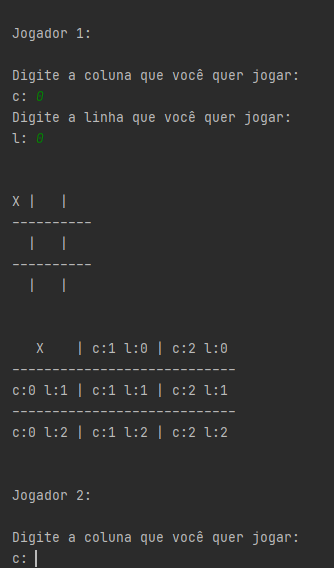 Jogador 1:
Digite a coluna que você quer jogar:
c: 0
Digite a linha que você quer jogar:
l: 0
X |   |
----------
  |   |
----------
  |   |
   X    | c:1 l:0 | c:2 l:0
----------------------------
c:0 l:1 | c:1 l:1 | c:2 l:1
----------------------------
c:0 l:2 | c:1 l:2 | c:2 l:2
Jogador 2:
Digite a coluna que você quer jogar:
c: